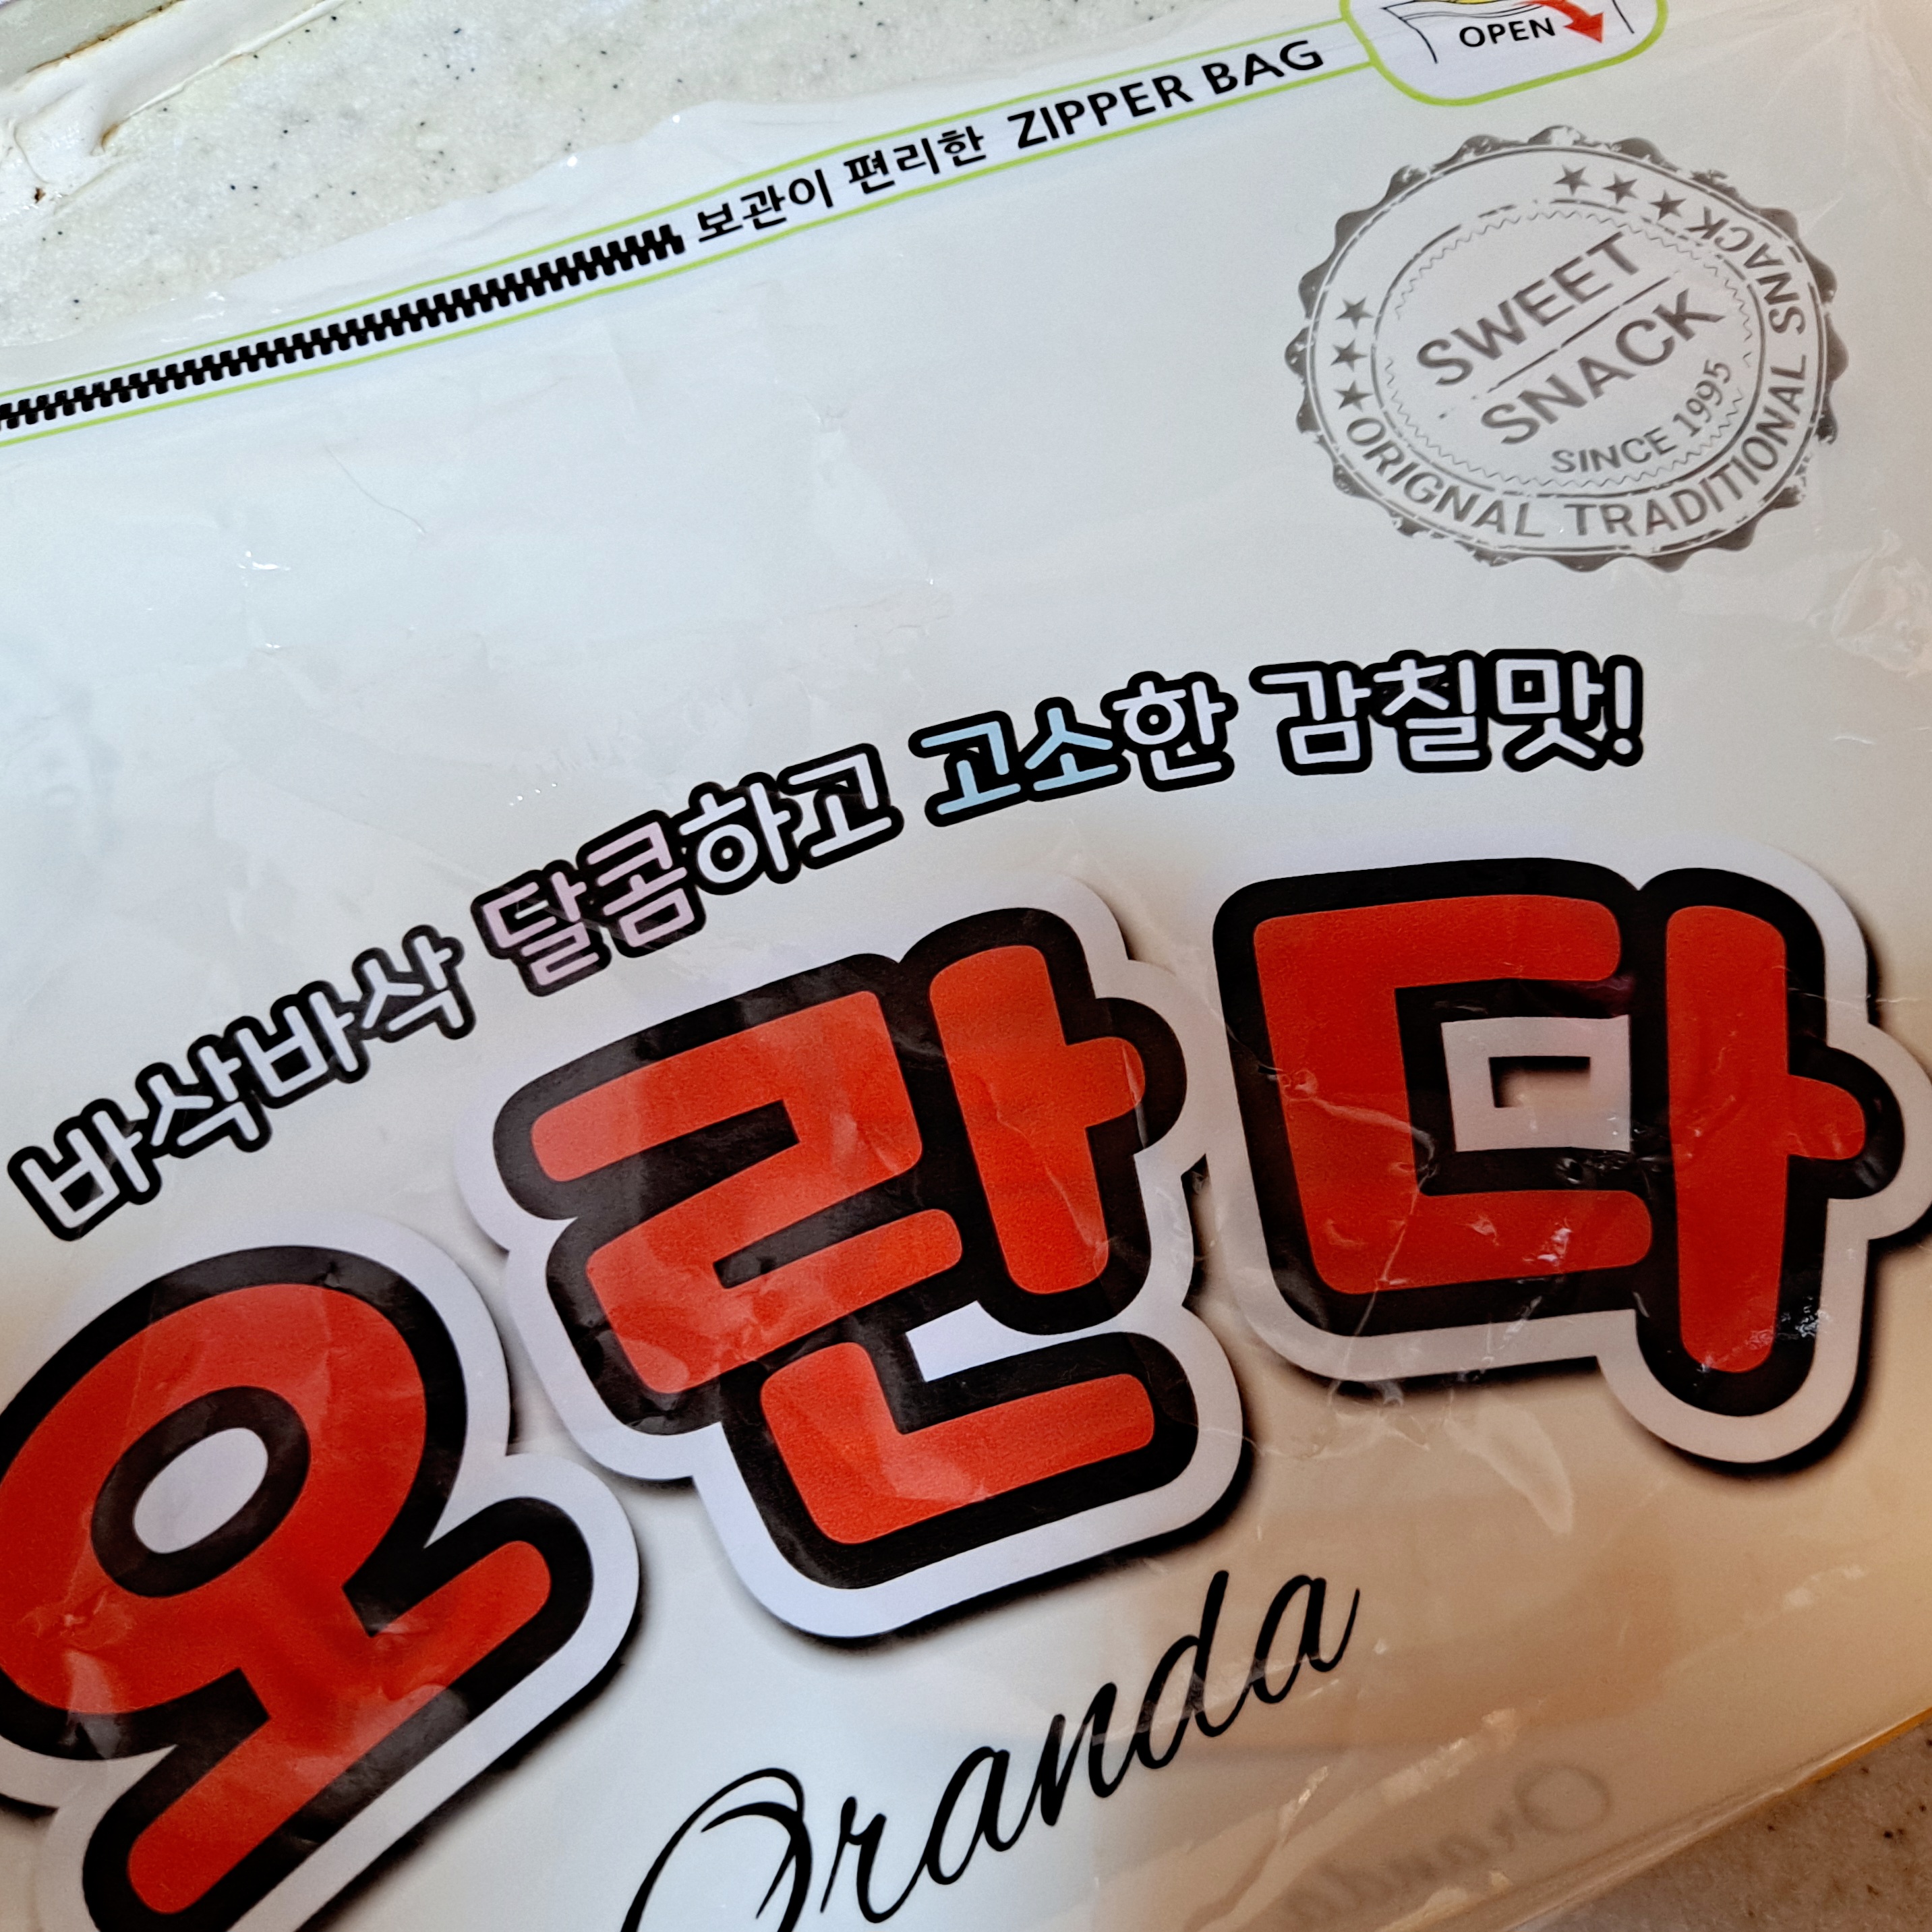 OPEN
보관이 편리한 ZIPPER BAG
SWEET
SNACK
SINCE 1995
ORIGNAL TRADITIONAL SNACK
바삭바삭 달콤하고 고소한 감칠맛!
오란다
Oranda
Oranda